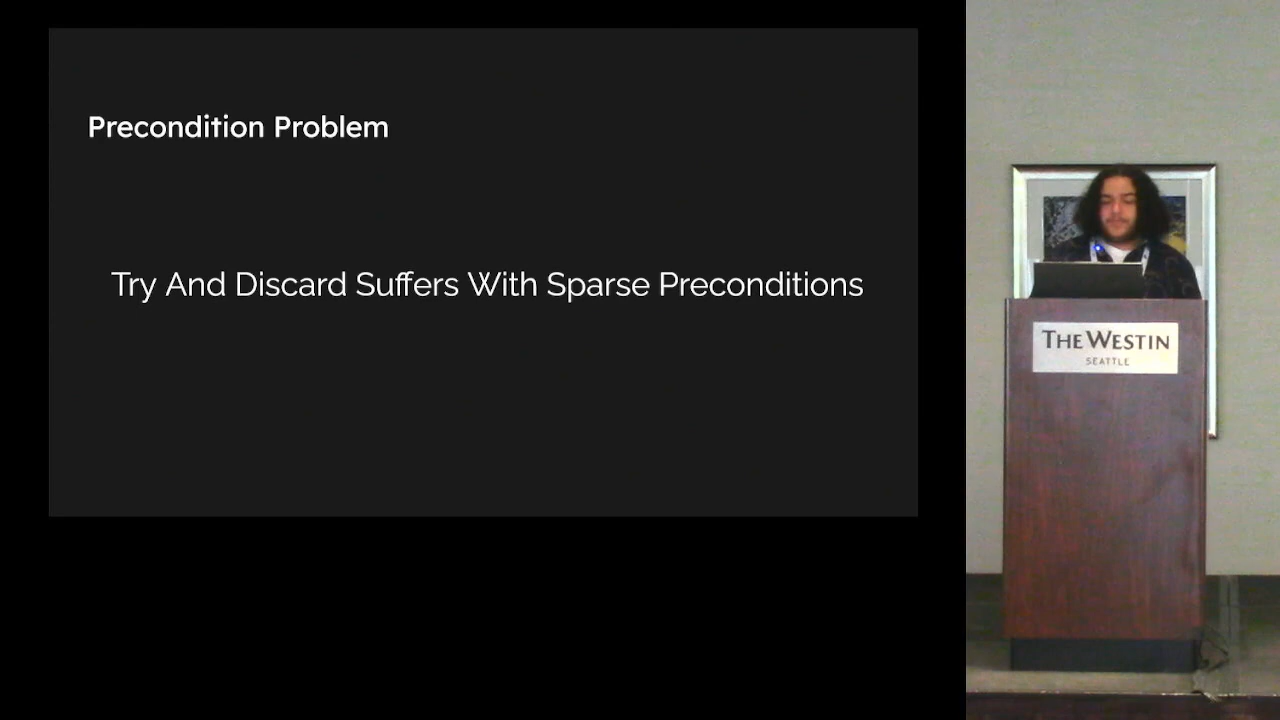 Precondition Problem
Try And Discard Suffers With Sparse Preconditions
THE WESTIN
SEATTLE